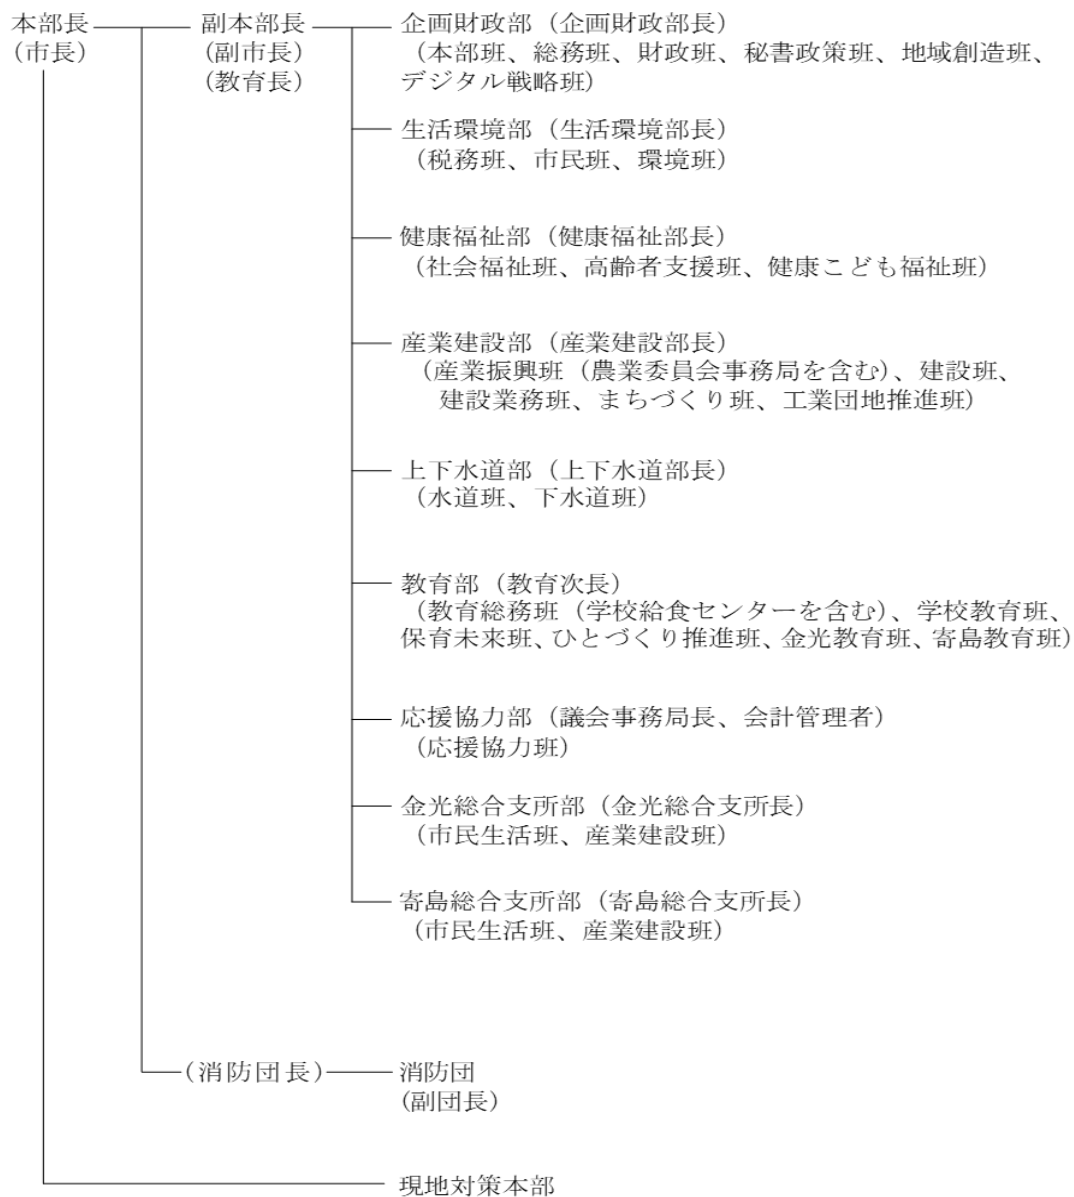 本部長 副本部長 企画財政部（企画財政部長）
（市長） （副市長） （本部班、総務班、財政班、秘書政策班、地域創造班、
（教育長） デジタル戦略班）
生活環境部（生活環境部長）
（税務班、市民班、環境班）
健康福祉部（健康福祉部長）
（社会福祉班、高齢者支援班、健康こども福祉班）
産業建設部（産業建設部長）
（産業振興班（農業委員会事務局を含む）、建設班、
建設業務班、まちづくり班、工業団地推進班）
上下水道部（上下水道部長）
（水道班、下水道班）
教育部（教育次長）
（教育総務班（学校給食センターを含む）、学校教育班、
保育未来班、ひとづくり推進班、金光教育班、寄島教育班）
応援協力部（議会事務局長、会計管理者）
（応援協力班）
金光総合支所部（金光総合支所長）
（市民生活班、産業建設班）
寄島総合支所部（寄島総合支所長）
（市民生活班、産業建設班）
（消防団長） 消防団
（副団長）
現地対策本部